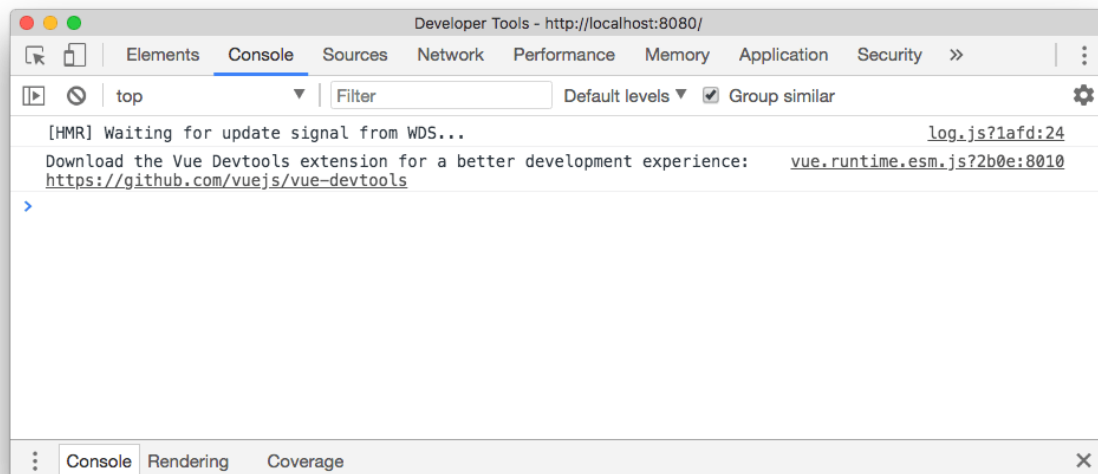 Developer Tools - http://localhost:8080/
Elements Console Sources Network Performance Memory Application Security »
top Filter Default levels Group similar
[HMR] Waiting for update signal from WDS... log.js?1afd:24
Download the Vue Devtools extension for a better development experience: vue.runtime.esm.js?2b0e:8010
https://github.com/vuejs/vue-devtools
>
Console Rendering Coverage